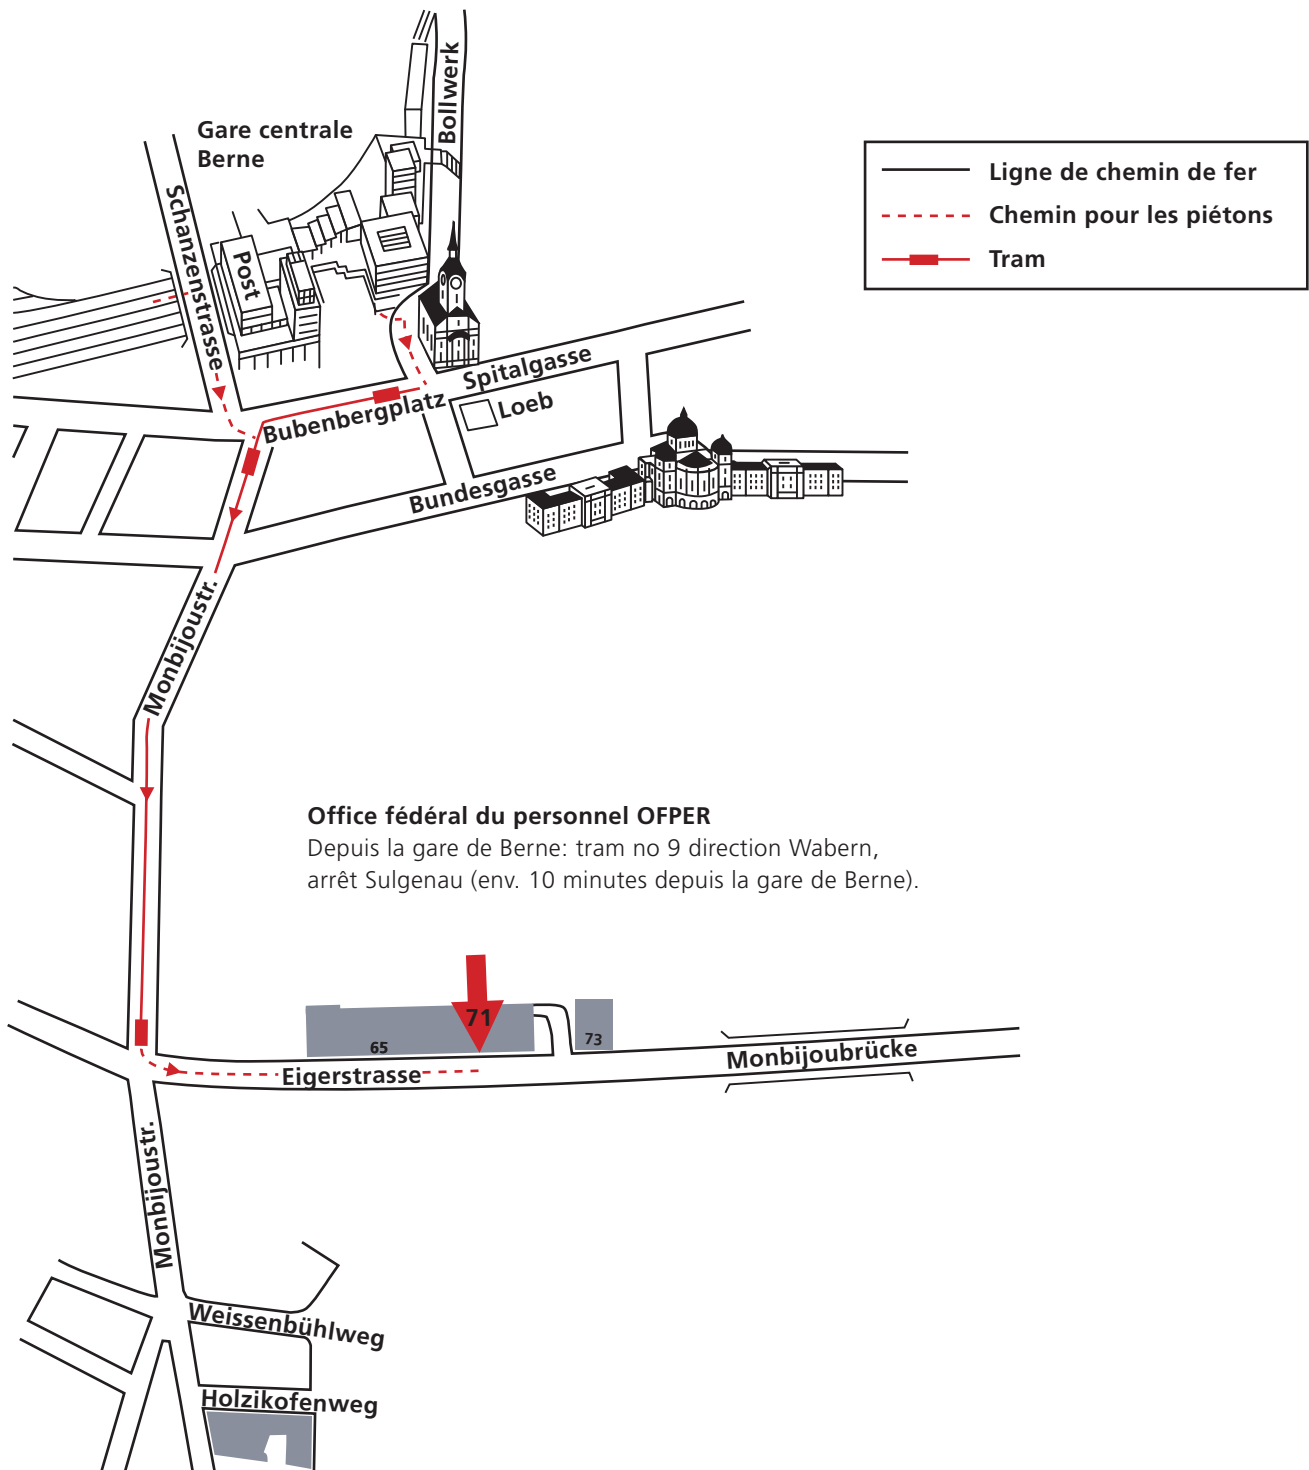 Bollwerk
Gare centrale
Berne
Ligne de chemin de fer
Chemin pour les piétons
Tram
Schanzenstrasse
Post
Spitalgasse
Loeb
Bubenbergplatz
Bundesgasse
Monbijoustr.
Office fédéral du personnel OFPER
Depuis la gare de Berne: tram no 9 direction Wabern,
arrêt Sulgenau (env. 10 minutes depuis la gare de Berne).
71
73
65
Monbijoubrücke
Eigerstrasse
Monbijoustr.
Weissenbühlweg
Holzikofenweg